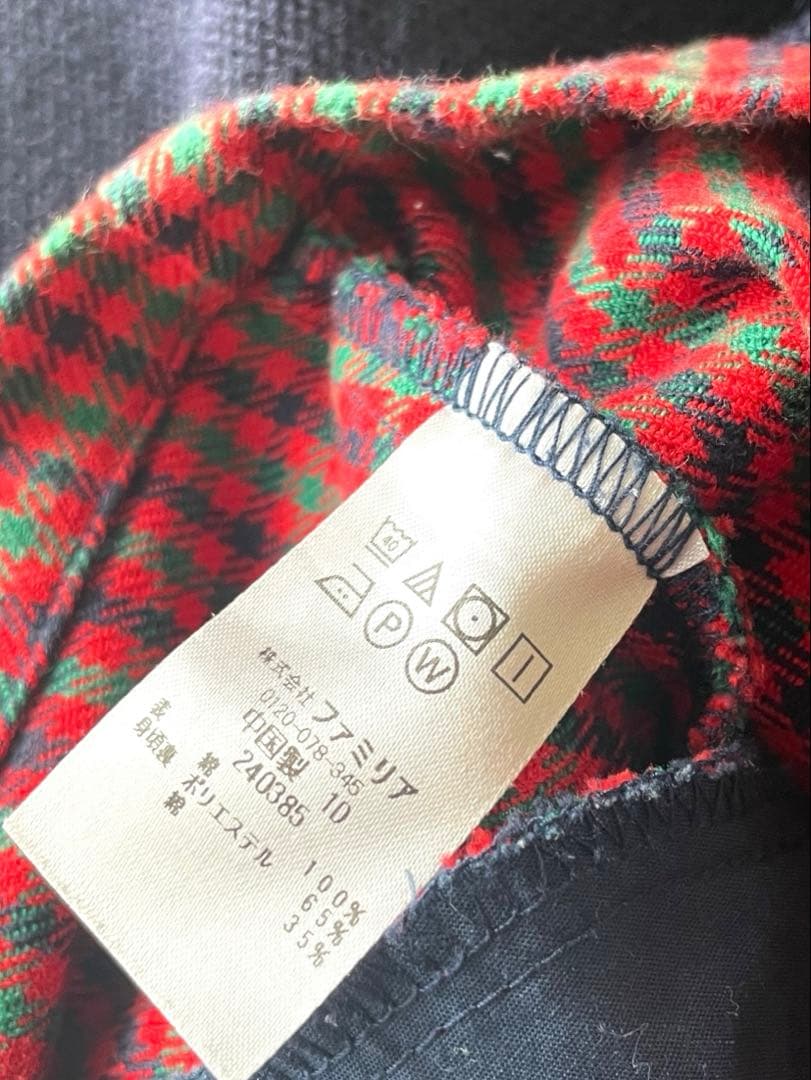 40
P W
株式会社 ファミリア
0120-078-345
中国製 10
240385
表 綿 100%
身頃裏 ポリエステル 65%
綿 35%